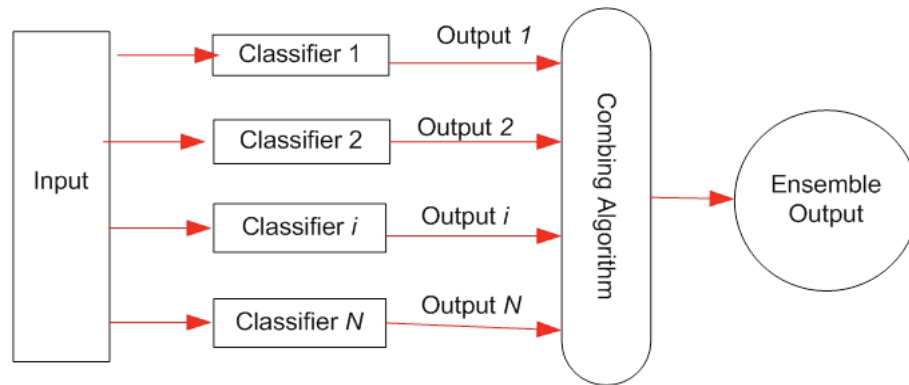 Input
Classifier 1
Output 1
Classifier 2
Output 2
Classifier i
Output i
Classifier N
Output N
Combing Algorithm
Ensemble
Output